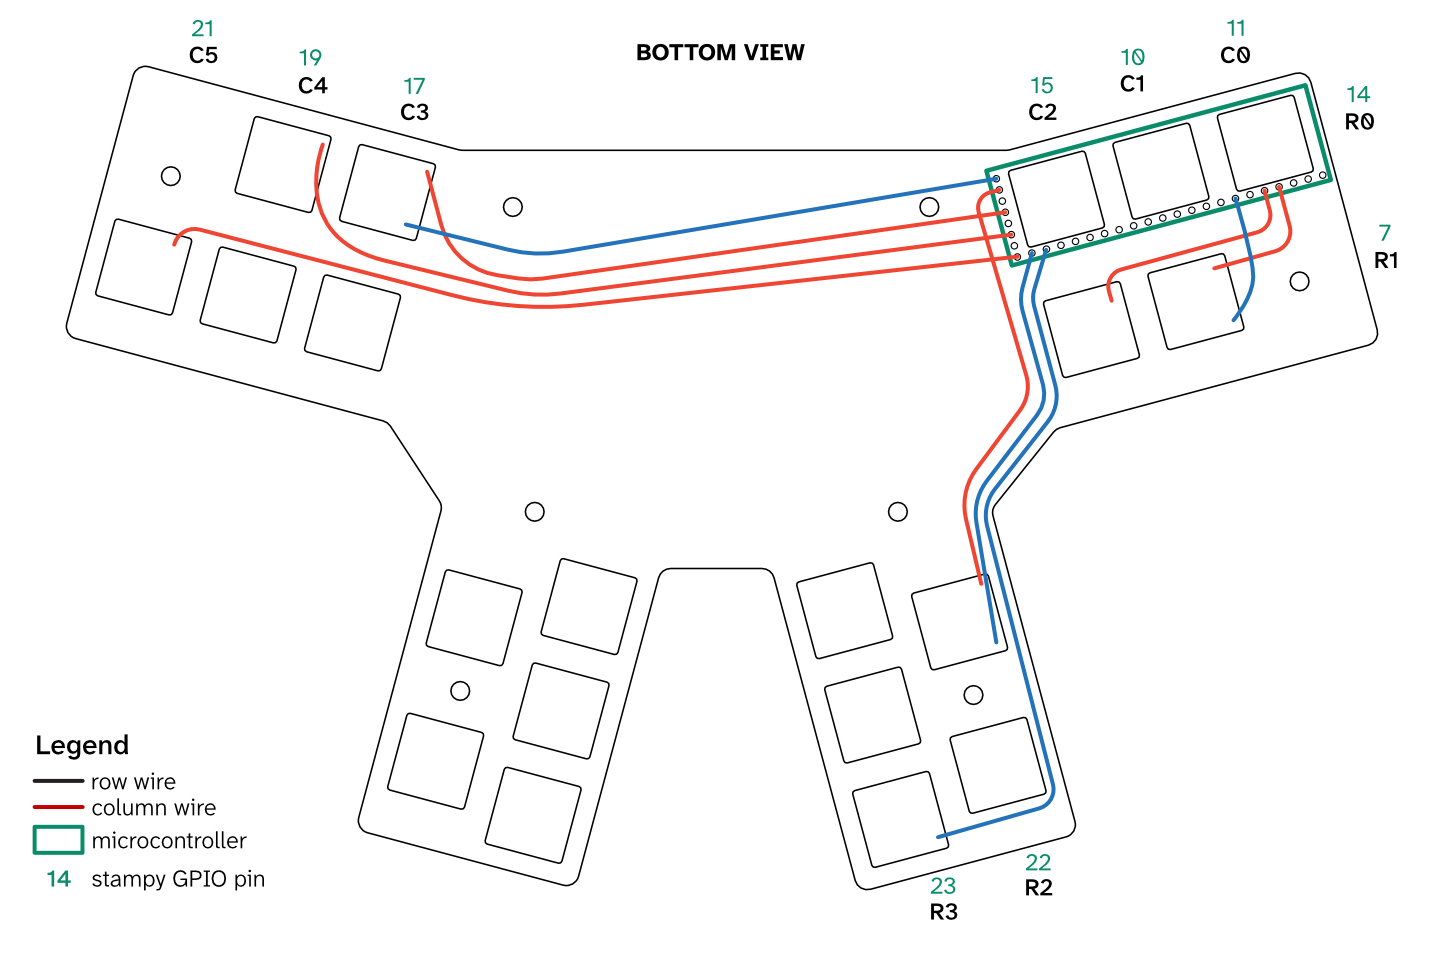 BOTTOM VIEW
21
C5
19
C4
17
C3
15
C2
10
C1
11
C0
14
R0
7
R1
22
R2
23
R3
Legend
row wire
column wire
microcontroller
14 stampy GPIO pin